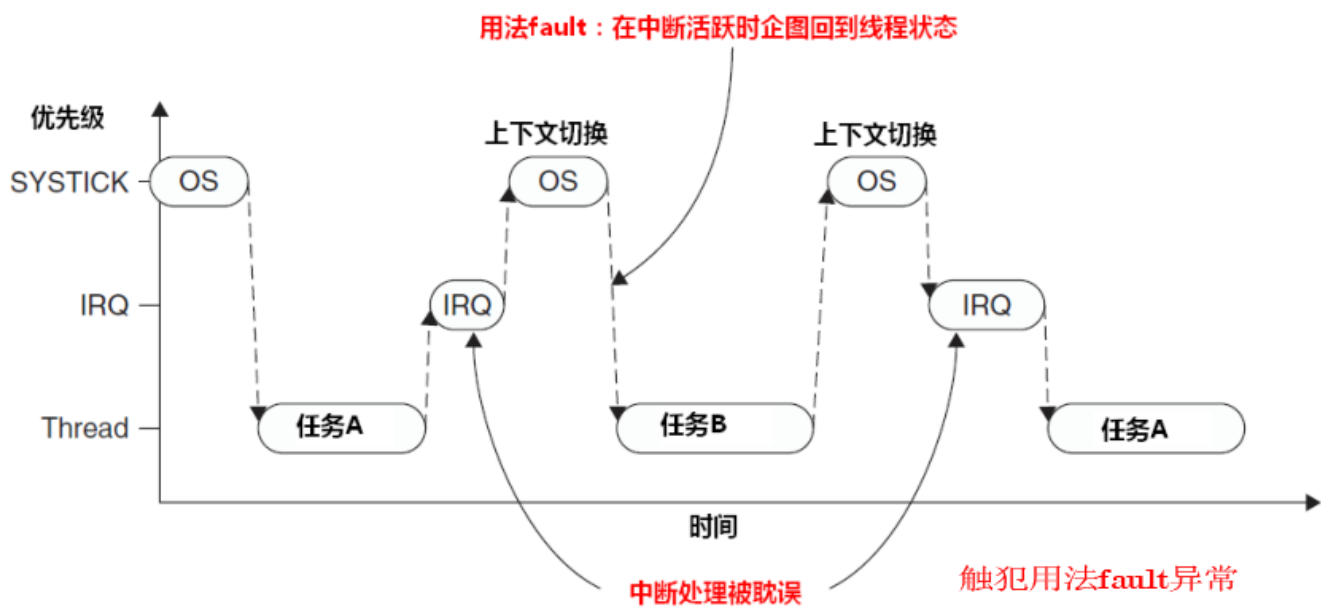 用法fault：在中断活跃时企图回到线程状态
优先级
上下文切换
上下文切换
SYSTICK
OS
OS
OS
IRQ
IRQ
IRQ
Thread
任务A
任务B
任务A
时间
中断处理被耽误
触犯用法fault异常